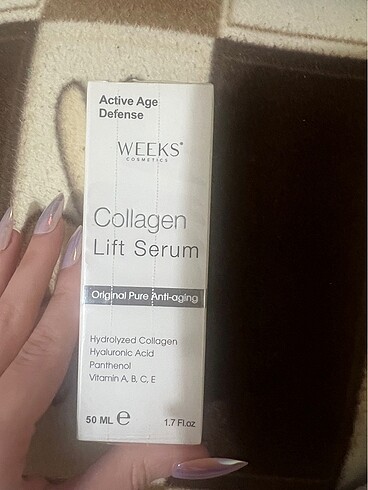 Active Age
Defense
WEEKS®
COSMETICS
Collagen
Lift Serum
Original Pure Anti-aging
Hydrolyzed Collagen
Hyaluronic Acid
Panthenol
Vitamin A, B, C, E
50 ML ℮ 1.7 Fl.oz